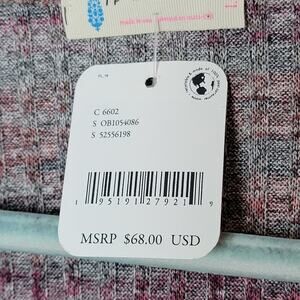 C 6602
S OB1054086
S 52556198
1 95191 27921 9
MSRP $68.00 USD